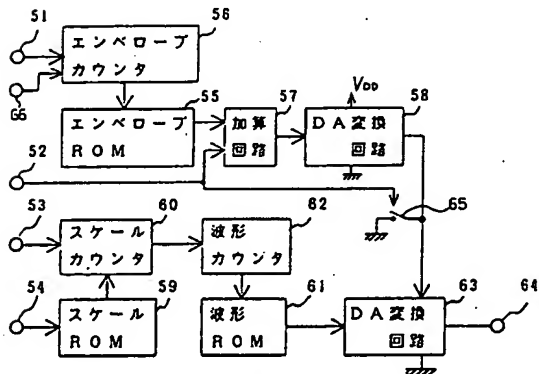 51
56
エンベロープ
カウンタ
66
55
57
VDD
58
エンベロープ
ROM
加算
回路
DA変換
回路
52
65
53
60
62
スケール
カウンタ
波形
カウンタ
54
59
61
63
64
スケール
ROM
波形
ROM
DA変換
回路